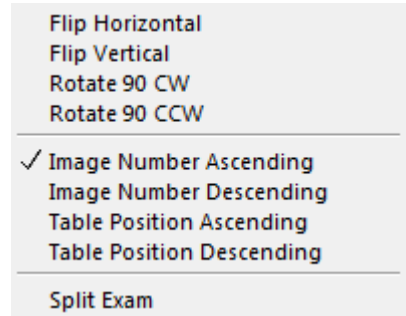 Flip Horizontal
Flip Vertical
Rotate 90 CW
Rotate 90 CCW
✓ Image Number Ascending
Image Number Descending
Table Position Ascending
Table Position Descending
Split Exam